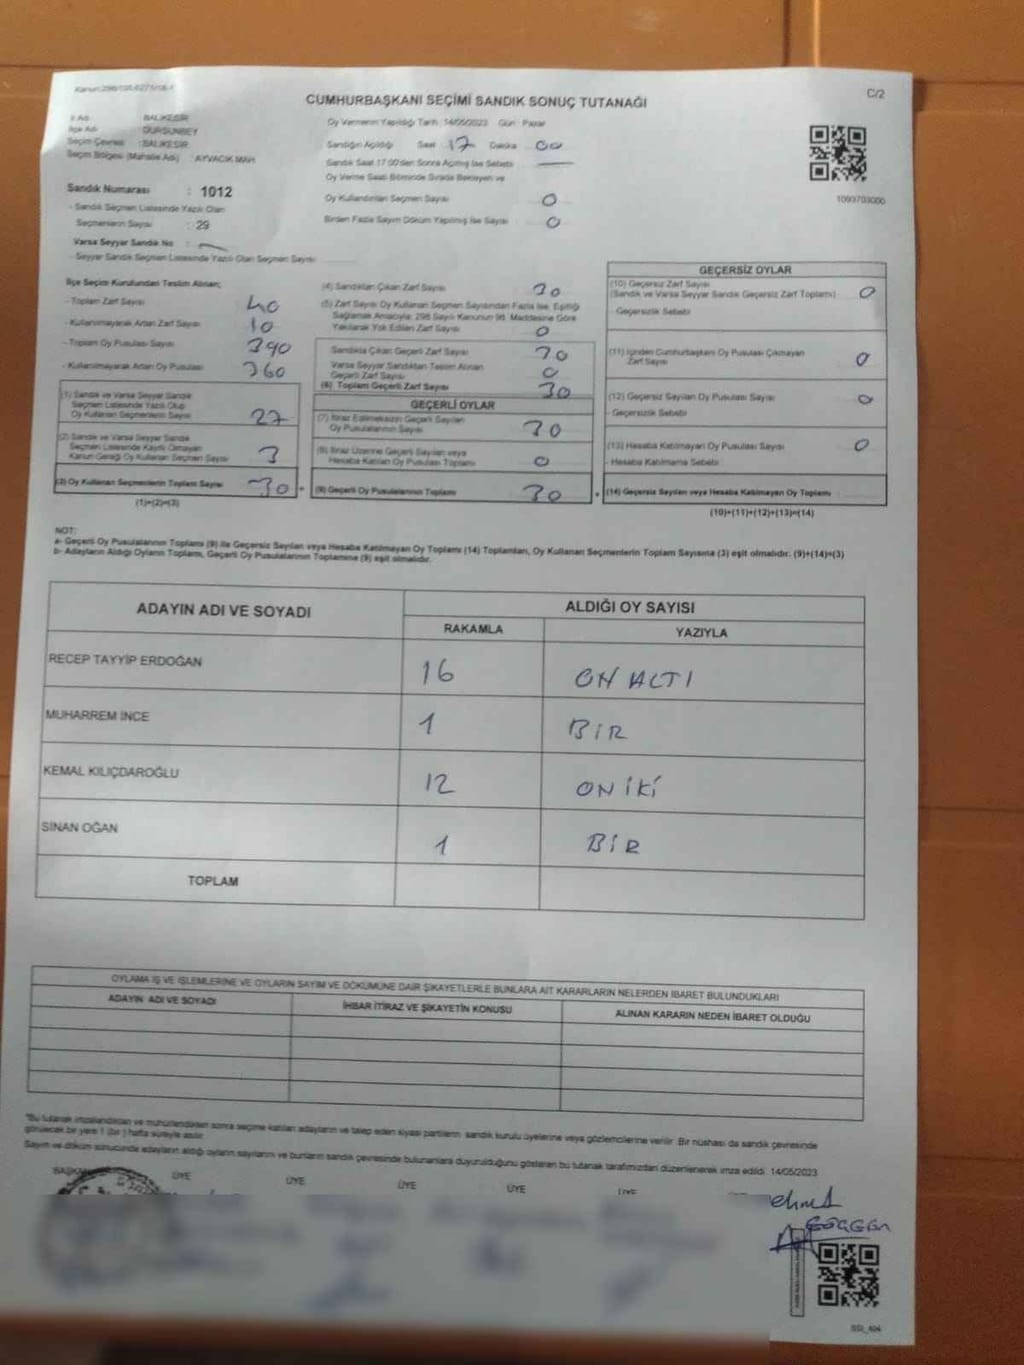 CUMHURBAŞKANI SEÇİMİ SANDIK SONUÇ TUTANAĞI
C/2
İl Adı : BALIKESİR
İlçe Adı : DURSUNBEY
Seçim Çevresi : BALIKESİR
Seçim Bölgesi (Mahalle Adı) : AYVACIK MAH.
Sandık Numarası : 1012
- Sandık Seçmen Listesinde Yazılı Olan
Seçmenlerin Sayısı : 29
Varsa Seyyar Sandık No :
- Seyyar Sandık Seçmen Listesinde Yazılı Olan Seçmen Sayısı
Oy Vermenin Yapıldığı Tarih : 14/05/2023 Gün : Pazar
Sandığın Açıldığı Saat 17 Dakika 00
Sandık Saat 17:00'den Sonra Açılmış İse Sebebi
Oy Verme Saati Bitiminde Sırada Bekleyen ve
Oy Kullandırılan Seçmen Sayısı 0
Birden Fazla Sayım Döküm Yapılmış İse Sayısı 0
1093703000
İlçe Seçim Kurulundan Teslim Alınan;
- Toplam Zarf Sayısı 40
- Kullanılmayarak Artan Zarf Sayısı 10
- Toplam Oy Pusulası Sayısı 390
- Kullanılmayarak Artan Oy Pusulası 360
(1) Sandık ve Varsa Seyyar Sandık
Seçmen Listesinde Yazılı Olup
Oy Kullanan Seçmenlerin Sayısı 27
(2) Sandık ve Varsa Seyyar Sandık
Seçmen Listesinde Kaydı Olmayan
Kanun Gereği Oy Kullanan Seçmen Sayısı 3
(3) Oy Kullanan Seçmenlerin Toplam Sayısı 30
(1)+(2)=(3)
(4) Sandıktan Çıkan Zarf Sayısı 30
(5) Zarf Sayısı Oy Kullanan Seçmen Sayısından Fazla İse, Eşitliği
Sağlamak Amacıyla; 298 Sayılı Kanunun 98. Maddesine Göre
Yakılarak Yok Edilen Zarf Sayısı 0
Sandıkta Çıkan Geçerli Zarf Sayısı 30
Varsa Seyyar Sandıktan Teslim Alınan
Geçerli Zarf Sayısı 0
(6) Toplam Geçerli Zarf Sayısı 30
GEÇERLİ OYLAR
(7) İtiraz Edilmeksizin Geçerli Sayılan
Oy Pusulalarının Sayısı 30
(8) İtiraz Üzerine Geçerli Sayılan veya
Hesaba Katılan Oy Pusulası Toplamı 0
(9) Geçerli Oy Pusulalarının Toplamı 30
GEÇERSİZ OYLAR
(10) Geçersiz Zarf Sayısı
(Sandık ve Varsa Seyyar Sandık Geçersiz Zarf Toplamı) 0
- Geçersizlik Sebebi
(11) İçinden Cumhurbaşkanı Oy Pusulası Çıkmayan
Zarf Sayısı 0
(12) Geçersiz Sayılan Oy Pusulası Sayısı 0
- Geçersizlik Sebebi
(13) Hesaba Katılmayan Oy Pusulası Sayısı 0
- Hesaba Katılmama Sebebi
(14) Geçersiz Sayılan veya Hesaba Katılmayan Oy Toplamı
(10)+(11)+(12)+(13)=(14)
NOT:
a- Geçerli Oy Pusulalarının Toplamı (9) ile Geçersiz Sayılan veya Hesaba Katılmayan Oy Toplamı (14) Toplamları, Oy Kullanan Seçmenlerin Toplam Sayısına (3) eşit olmalıdır. (9)+(14)=(3)
b- Adayların Aldığı Oyların Toplamı, Geçerli Oy Pusulalarının Toplamına (9) eşit olmalıdır.
ADAYIN ADI VE SOYADI
ALDIĞI OY SAYISI
RAKAMLA YAZIYLA
RECEP TAYYİP ERDOĞAN 16 ON ALTI
MUHARREM İNCE 1 BİR
KEMAL KILIÇDAROĞLU 12 ON İKİ
SİNAN OĞAN 1 BİR
TOPLAM
OYLAMA İŞ VE İŞLEMLERİNE VE OYLARIN SAYIM VE DÖKÜMÜNE DAİR ŞİKAYETLERLE BUNLARA AİT KARARLARIN NELERDEN İBARET BULUNDUKLARI
ADAYIN ADI VE SOYADI İHBAR İTİRAZ VE ŞİKAYETİN KONUSU ALINAN KARARIN NEDEN İBARET OLDUĞU
*Bu tutanak imzalandıktan ve mühürlendikten sonra seçime katılan adayların ve talep eden siyasi partilerin sandık kurulu üyelerine veya gözlemcilerine verilir. Bir nüshası da sandık çevresinde
görülecek bir yere 1 (bir) hafta süreyle asılır.
Sayım ve döküm sonucunda adayların aldığı oyların sayılarını ve bunların sandık çevresinde bulunanlara duyurulduğunu gösteren bu tutanak tarafımızdan düzenlenerek imza edildi. 14/05/2023
BAŞKAN ÜYE ÜYE ÜYE ÜYE ÜYE